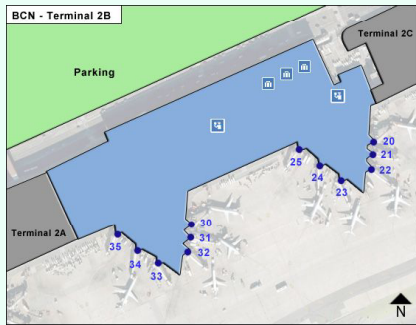 BCN - Terminal 2B
Terminal 2C
Parking
20
21
22
25
24
23
30
31
32
35
34
33
Terminal 2A
N